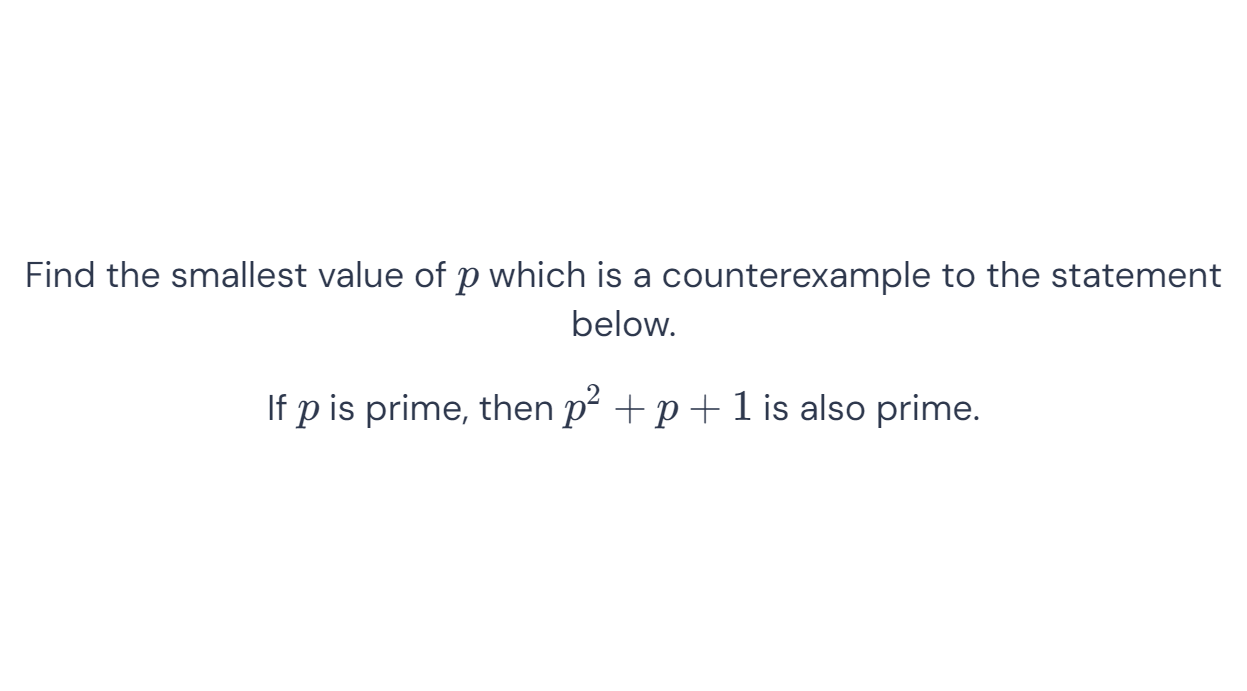 Find the smallest value of p which is a counterexample to the statement
below.
If p is prime, then p² + p + 1 is also prime.